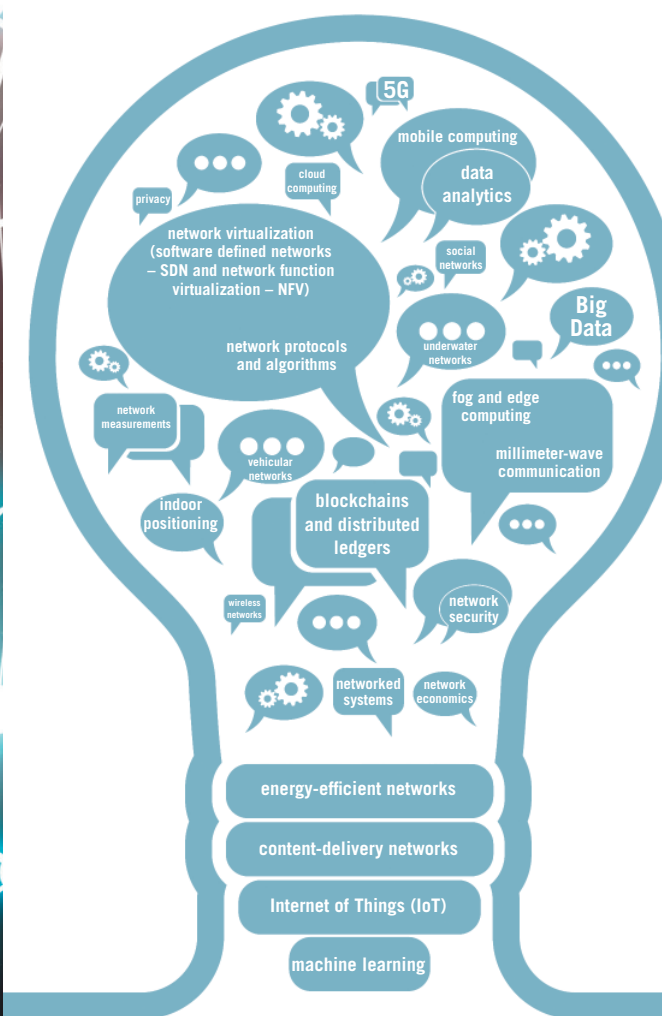 5G
mobile computing
data
analytics
cloud
computing
privacy
network virtualization
(software defined networks
– SDN and network function
virtualization – NFV)
network protocols
and algorithms
social
networks
Big
Data
underwater
networks
fog and edge
computing
millimeter-wave
communication
network
measurements
vehicular
networks
indoor
positioning
blockchains
and distributed
ledgers
wireless
networks
network
security
networked
systems
network
economics
energy-efficient networks
content-delivery networks
Internet of Things (IoT)
machine learning